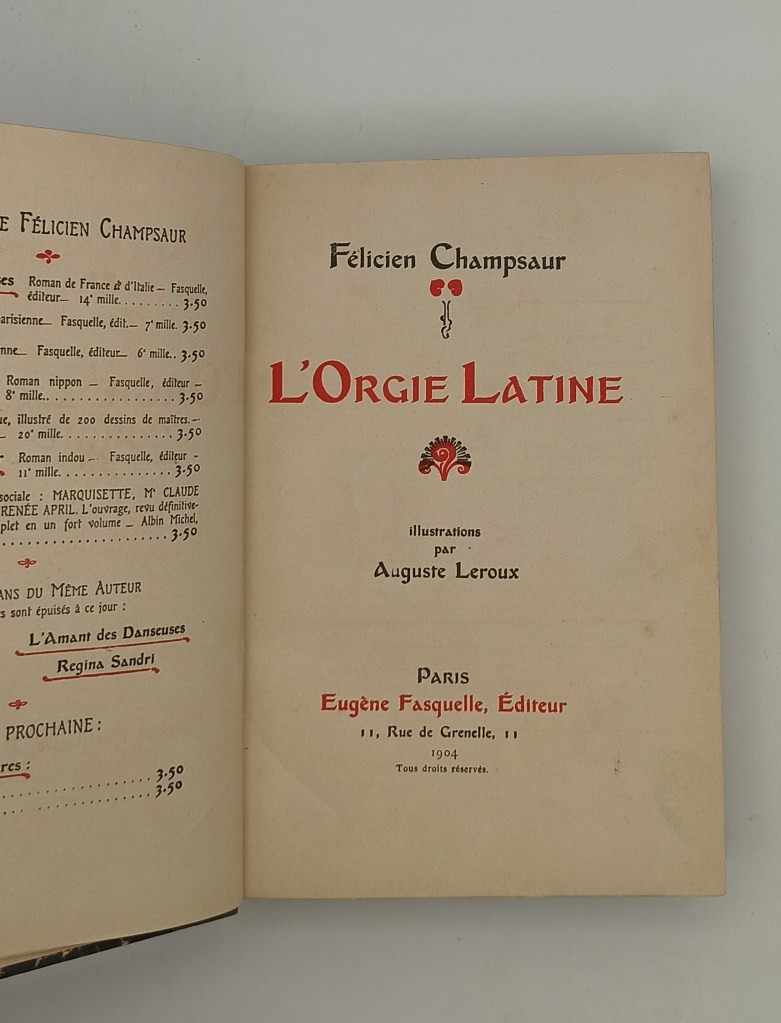 E FÉLICIEN CHAMPSAUR
ses Roman de France & d'Italie — Fasquelle,
éditeur — 14e mille. . . . . . . . . 3.50
arisienne — Fasquelle, édit. — 7e mille. 3.50
nne — Fasquelle, éditeur — 6e mille. . 3.50
Roman nippon — Fasquelle, éditeur —
8e mille. . . . . . . . . . . . . . . . . . 3.50
ue, illustré de 200 dessins de maîtres. —
20e mille. . . . . . . . . . . . . . . 3.50
Roman indou — Fasquelle, éditeur -
11e mille. . . . . . . . . . . . . . . 3.50
sociale : MARQUISETTE, Me CLAUDE
RENÉE APRIL. L'ouvrage, revu définitive-
plet en un fort volume — Albin Michel,
. . . . . . . . . . . . . . . . . . . . . 3.50
ANS DU MÊME AUTEUR
s sont épuisés à ce jour :
L'Amant des Danseuses
Regina Sandri
PROCHAINE :
res :
. . . . . . . . . . . . . . . . . . . . . 3.50
. . . . . . . . . . . . . . . . . . . . . 3.50
Félicien Champsaur
L'ORGIE LATINE
illustrations
par
Auguste Leroux
PARIS
Eugène Fasquelle, Éditeur
11, Rue de Grenelle, 11
1904
Tous droits réservés.